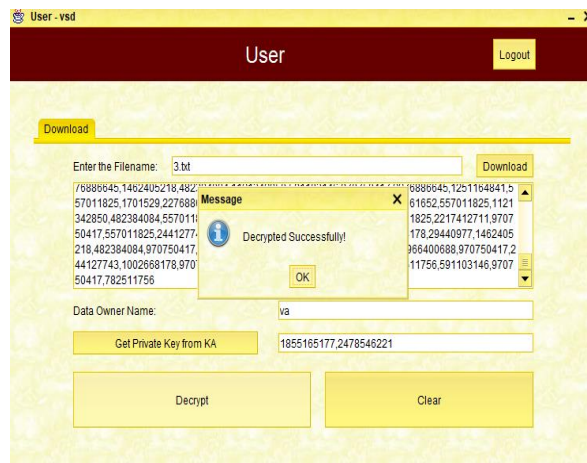 User - vsd
User
Logout
Download
Enter the Filename: 3.txt Download
76886645,1462405218,482 76886645,1251164841,5
57011825,1701529,227688 61652,557011825,1121
342850,482384084,55701 1825,2217412711,9707
50417,557011825,2441277 178,29440977,1462405
218,482384084,970750417, 966400688,970750417,2
44127743,1002668178,970 11756,591103146,9707
50417,782511756
Message
Decrypted Successfully!
OK
Data Owner Name: va
Get Private Key from KA 1855165177,2478546221
Decrypt Clear